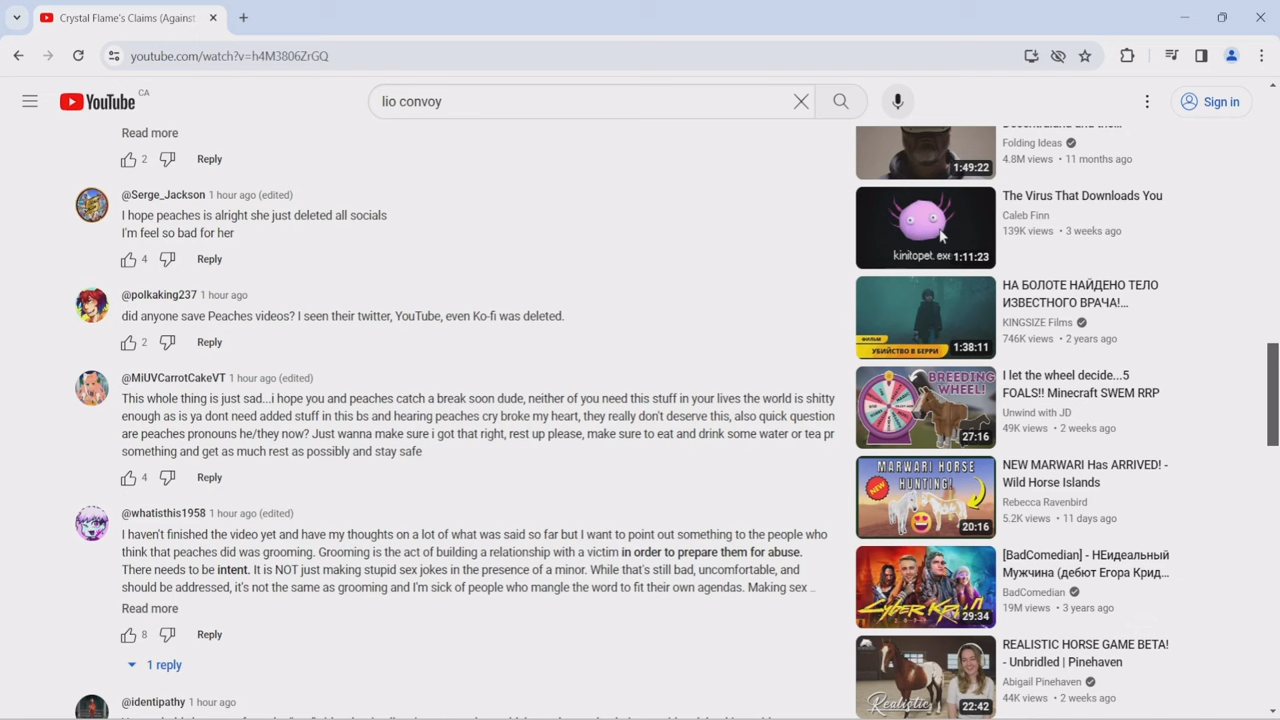 Crystal Flame's Claims (Against
youtube.com/watch?v=h4M3806ZrGQ
YouTube CA
lio convoy
Sign in
Read more
2 Reply
@Serge_Jackson 1 hour ago (edited)
I hope peaches is alright she just deleted all socials
I'm feel so bad for her
4 Reply
@polkaking237 1 hour ago
did anyone save Peaches videos? I seen their twitter, YouTube, even Ko-fi was deleted.
2 Reply
@MiUVCarrotCakeVT 1 hour ago (edited)
This whole thing is just sad...i hope you and peaches catch a break soon dude, neither of you need this stuff in your lives the world is shitty
enough as is ya dont need added stuff in this bs and hearing peaches cry broke my heart, they really don't deserve this, also quick question
are peaches pronouns he/they now? Just wanna make sure i got that right, rest up please, make sure to eat and drink some water or tea pr
something and get as much rest as possibly and stay safe
4 Reply
@whatisthis1958 1 hour ago (edited)
I haven't finished the video yet and have my thoughts on a lot of what was said so far but I want to point out something to the people who
think that peaches did was grooming. Grooming is the act of building a relationship with a victim in order to prepare them for abuse.
There needs to be intent. It is NOT just making stupid sex jokes in the presence of a minor. While that's still bad, uncomfortable, and
should be addressed, it's not the same as grooming and I'm sick of people who mangle the word to fit their own agendas. Making sex ...
Read more
8 Reply
1 reply
@identipathy 1 hour ago
Folding Ideas
4.8M views • 11 months ago
1:49:22
The Virus That Downloads You
Caleb Finn
139K views • 3 weeks ago
kinitopet.exe
1:11:23
НА БОЛОТЕ НАЙДЕНО ТЕЛО
ИЗВЕСТНОГО ВРАЧА!...
KINGSIZE Films
746K views • 2 years ago
ФИЛЬМ
УБИЙСТВО В БЕРРИ
1:38:11
I let the wheel decide...5
FOALS!! Minecraft SWEM RRP
Unwind with JD
49K views • 2 weeks ago
BREEDING
WHEEL!
27:16
NEW MARWARI Has ARRIVED! -
Wild Horse Islands
Rebecca Ravenbird
5.2K views • 11 days ago
MARWARI HORSE
HUNTING!
NEW
20:16
[BadComedian] - НЕидеальный
Мужчина (дебют Егора Крид...
BadComedian
19M views • 3 years ago
29:34
REALISTIC HORSE GAME BETA!
- Unbridled | Pinehaven
Abigail Pinehaven
44K views • 2 weeks ago
Realistic
22:42